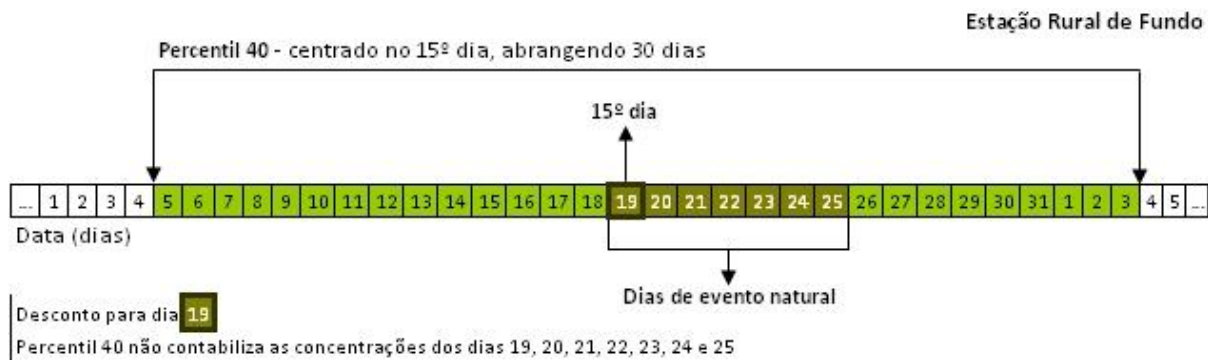 Estação Rural de Fundo
Percentil 40 - centrado no 15º dia, abrangendo 30 dias
15º dia
... 1 2 3 4 5 6 7 8 9 10 11 12 13 14 15 16 17 18 19 20 21 22 23 24 25 26 27 28 29 30 31 1 2 3 4 5 ...
Data (dias)
Dias de evento natural
Desconto para dia 19
Percentil 40 não contabiliza as concentrações dos dias 19, 20, 21, 22, 23, 24 e 25